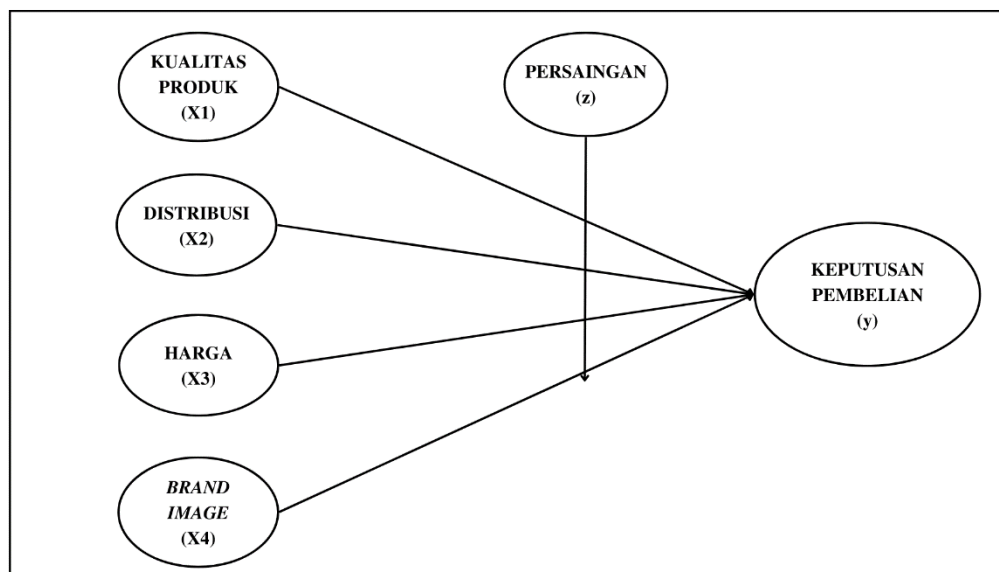 KUALITAS
PRODUK
(X1)
PERSAINGAN
(z)
DISTRIBUSI
(X2)
KEPUTUSAN
PEMBELIAN
(y)
HARGA
(X3)
BRAND
IMAGE
(X4)